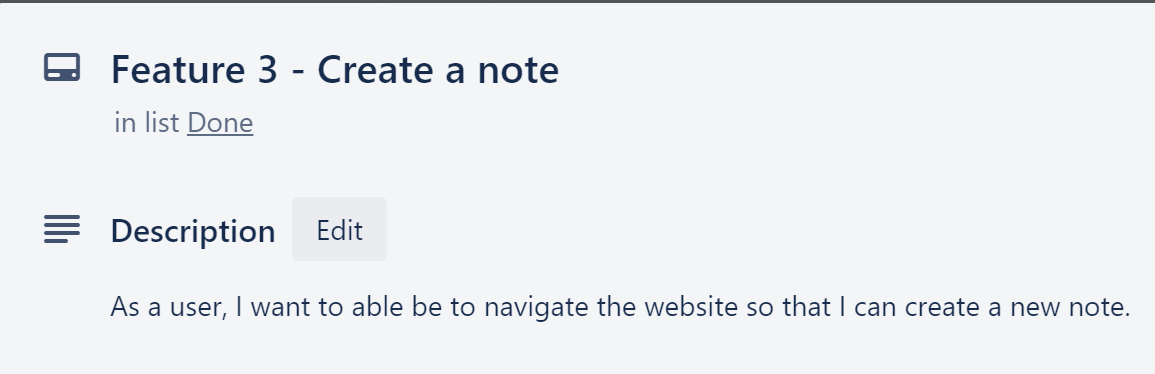 Feature 3 - Create a note
in list Done
Description Edit
As a user, I want to able be to navigate the website so that I can create a new note.